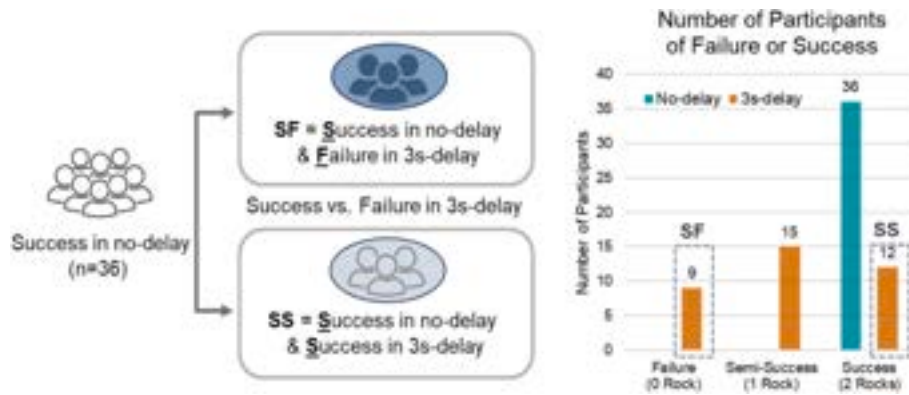 Success in no-delay
(n=36)
SF = Success in no-delay
& Failure in 3s-delay
Success vs. Failure in 3s-delay
SS = Success in no-delay
& Success in 3s-delay
Number of Participants
of Failure or Success
No-delay
3s-delay
Number of Participants
40
35
30
25
20
15
10
5
0
SF
9
15
36
SS
12
Failure
(0 Rock)
Semi-Success
(1 Rock)
Success
(2 Rocks)